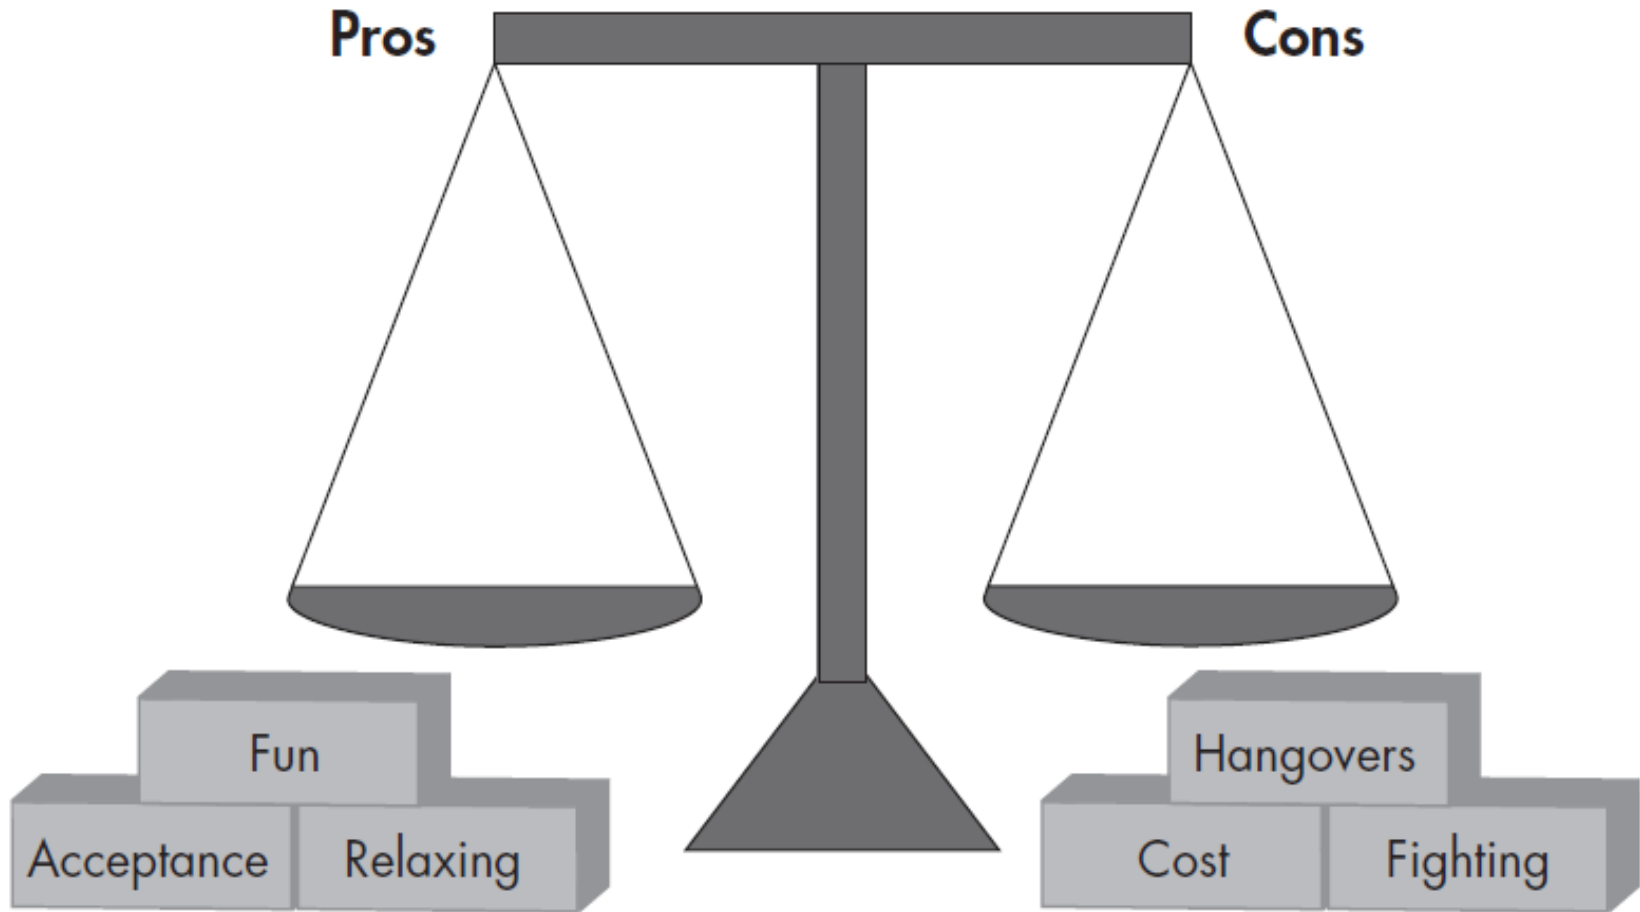 Pros
Cons
Fun
Acceptance
Relaxing
Hangovers
Cost
Fighting